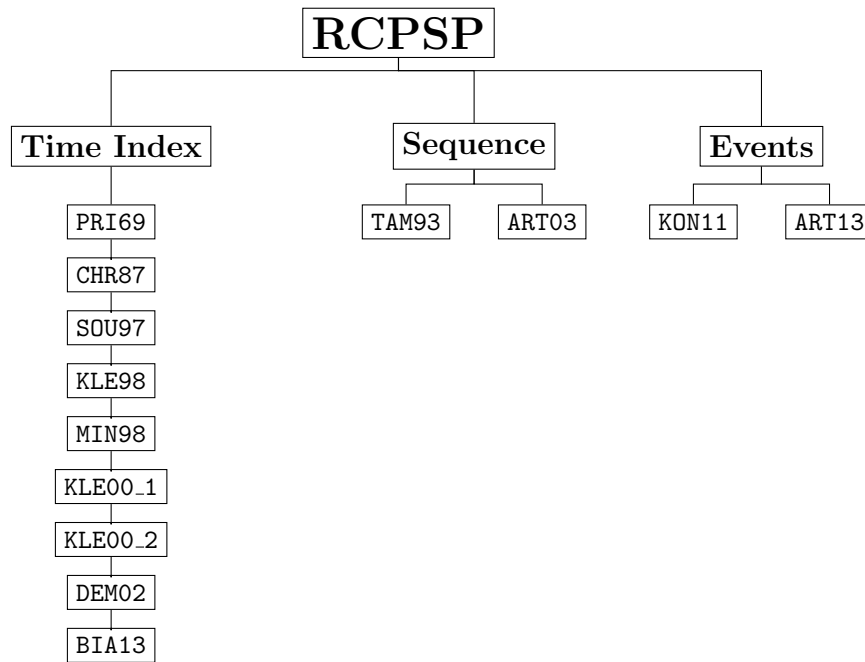 RCPSP
Time Index
Sequence
Events
PRI69
TAM93
ART03
KON11
ART13
CHR87
SOU97
KLE98
MIN98
KLE00_1
KLE00_2
DEM02
BIA13